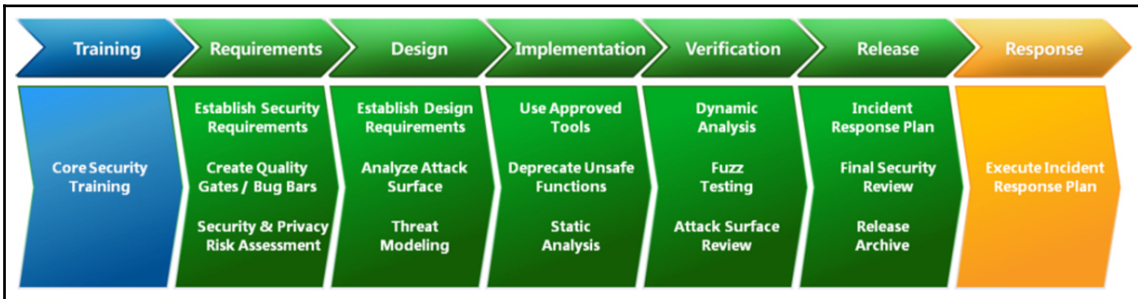 Training
Requirements
Design
Implementation
Verification
Release
Response
Core Security
Training
Establish Security
Requirements
Create Quality
Gates / Bug Bars
Security & Privacy
Risk Assessment
Establish Design
Requirements
Analyze Attack
Surface
Threat
Modeling
Use Approved
Tools
Deprecate Unsafe
Functions
Static
Analysis
Dynamic
Analysis
Fuzz
Testing
Attack Surface
Review
Incident
Response Plan
Final Security
Review
Release
Archive
Execute Incident
Response Plan